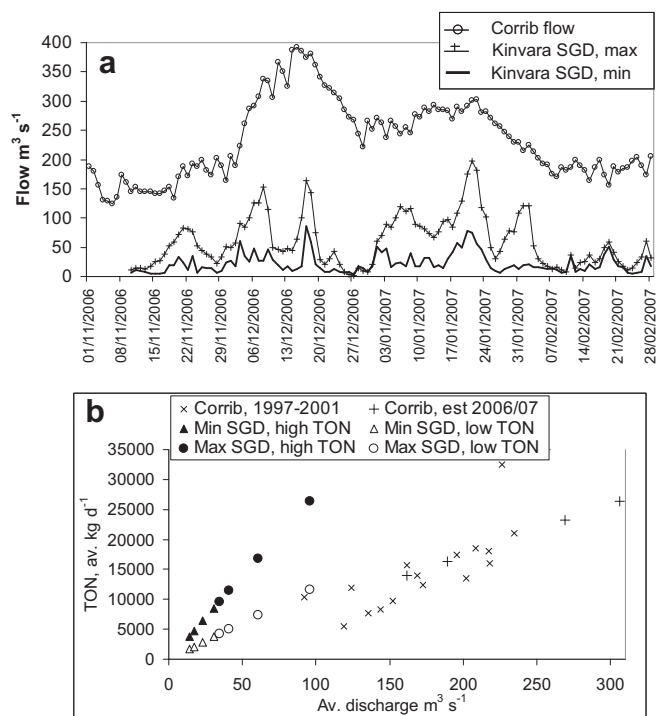 Corrib flow
Kinvara SGD, max
Kinvara SGD, min
a
Flow m³ s⁻¹
400
350
300
250
200
150
100
50
0
01/11/2006
08/11/2006
15/11/2006
22/11/2006
29/11/2006
06/12/2006
13/12/2006
20/12/2006
27/12/2006
03/01/2007
10/01/2007
17/01/2007
24/01/2007
31/01/2007
07/02/2007
14/02/2007
21/02/2007
28/02/2007
b
Corrib, 1997-2001 Corrib, est 2006/07
Min SGD, high TON Min SGD, low TON
Max SGD, high TON Max SGD, low TON
TON, av. kg d⁻¹
35000
30000
25000
20000
15000
10000
5000
0
0 50 100 150 200 250 300
Av. discharge m³ s⁻¹